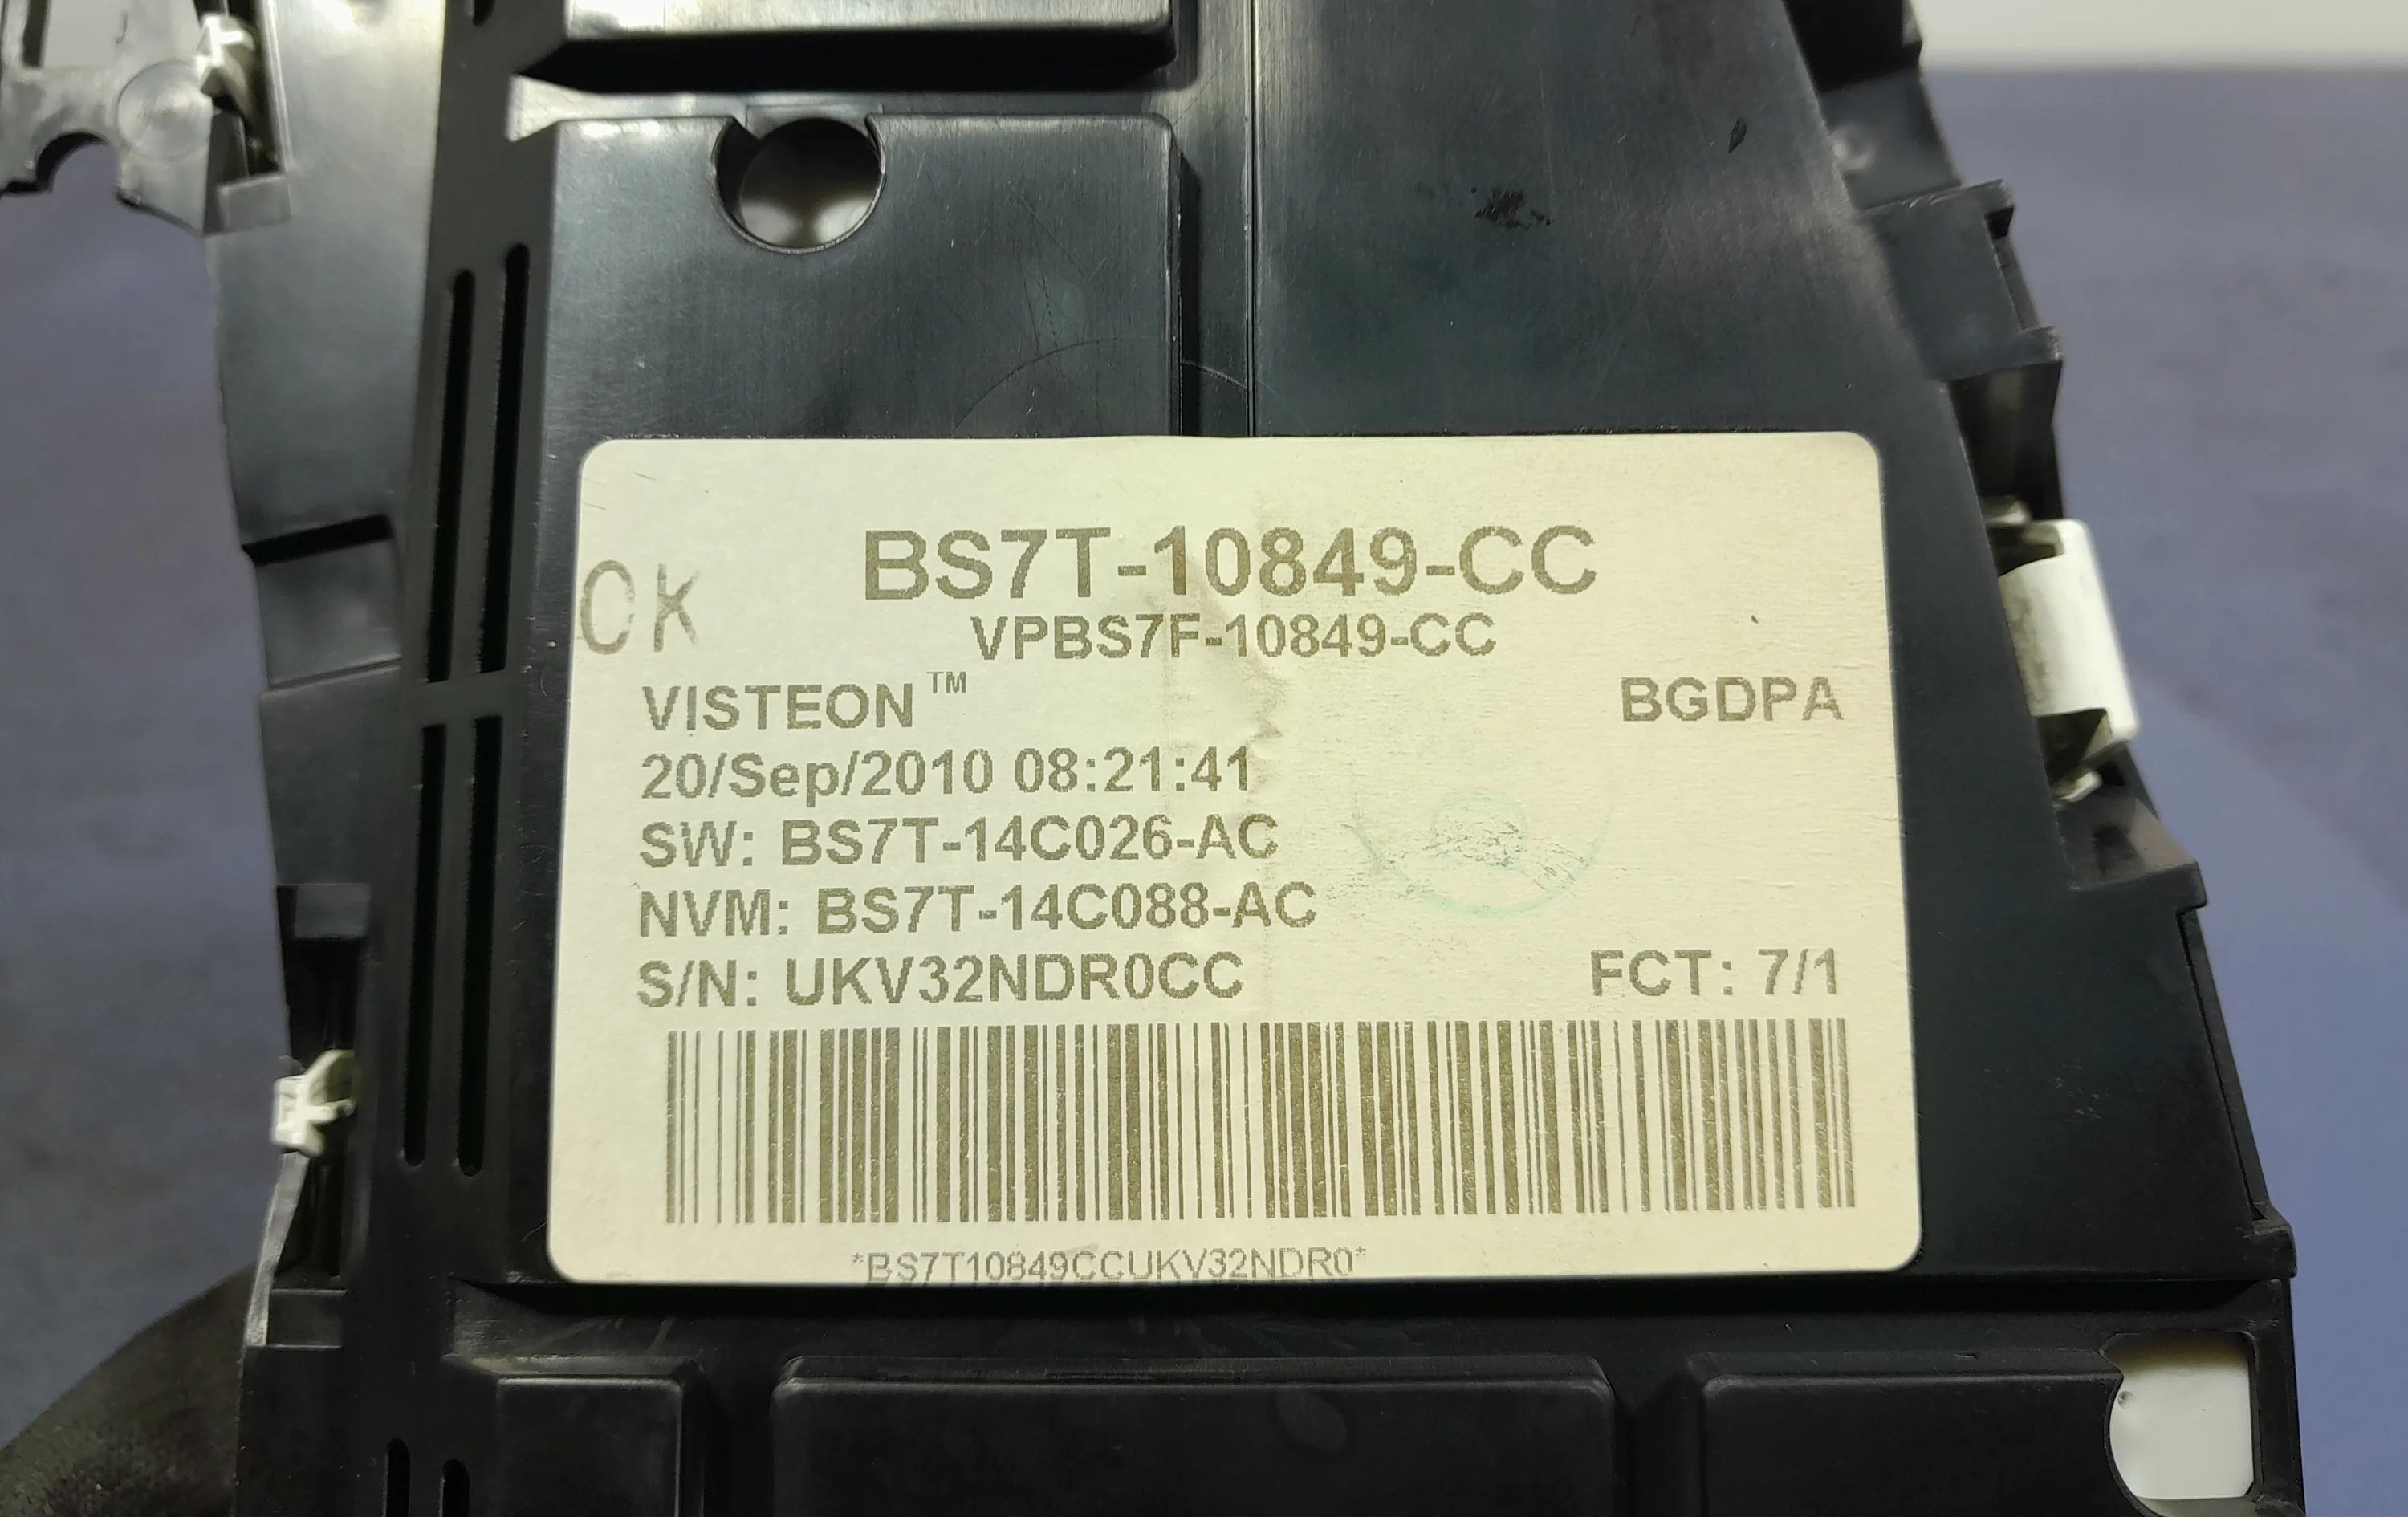 BS7T-10849-CC
OK
VPBS7F-10849-CC
VISTEON™ BGDPA
20/Sep/2010 08:21:41
SW: BS7T-14C026-AC
NVM: BS7T-14C088-AC
S/N: UKV32NDR0CC FCT: 7/1
*BS7T10849CCUKV32NDR0*